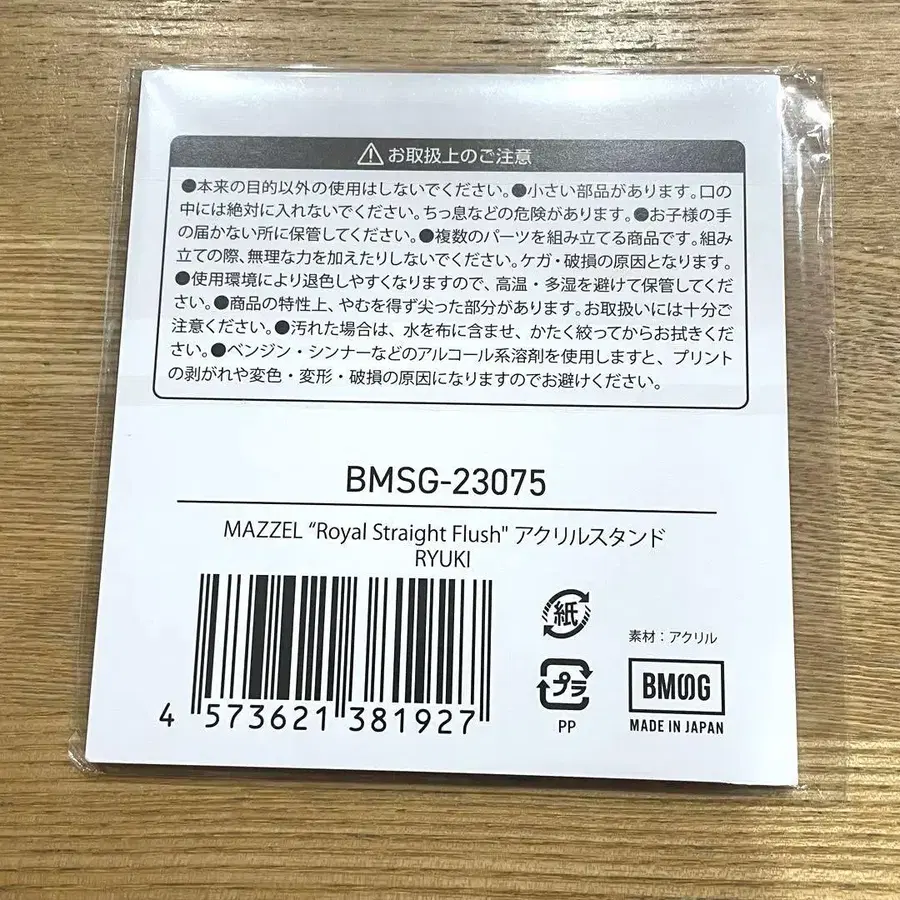 ⚠お取扱上のご注意
●本来の目的以外の使用はしないでください。●小さい部品があります。口の
中には絶対に入れないでください。ちっ息などの危険があります。●お子様の手
の届かない所に保管してください。●複数のパーツを組み立てる商品です。組み
立ての際、無理な力を加えたりしないでください。ケガ・破損の原因となります。
●使用環境により退色しやすくなりますので、高温・多湿を避けて保管してくだ
さい。●商品の特性上、やむを得ず尖った部分があります。お取扱いには十分ご
注意ください。●汚れた場合は、水を布に含ませ、かたく絞ってからお拭きくだ
さい。●ベンジン・シンナーなどのアルコール系溶剤を使用しますと、プリント
の剥がれや変色・変形・破損の原因になりますのでお避けください。
BMSG-23075
MAZZEL “Royal Straight Flush" アクリルスタンド
RYUKI
4 573621 381927
紙
プラ
PP
素材：アクリル
BMSG
MADE IN JAPAN